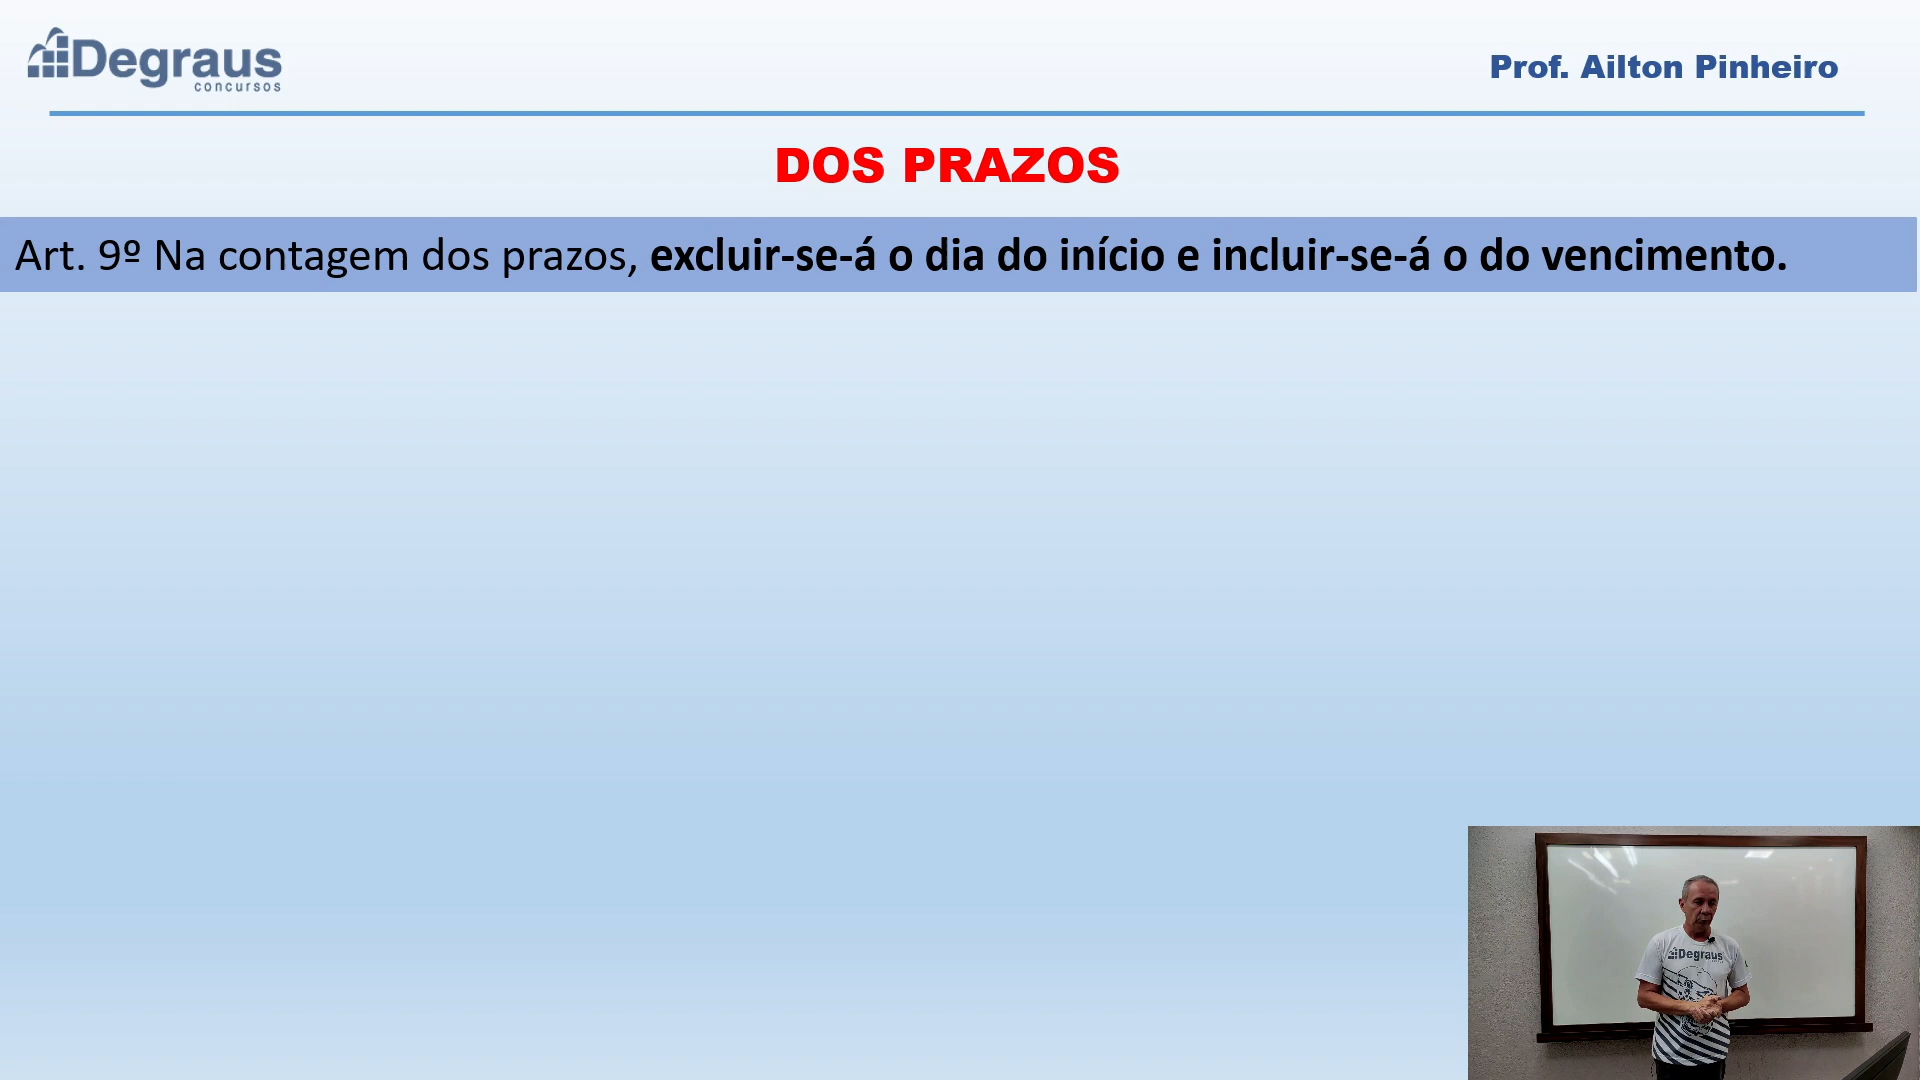 Degraus
concursos
Prof. Ailton Pinheiro
DOS PRAZOS
Art. 9º Na contagem dos prazos, excluir-se-á o dia do início e incluir-se-á o do vencimento.
Degraus